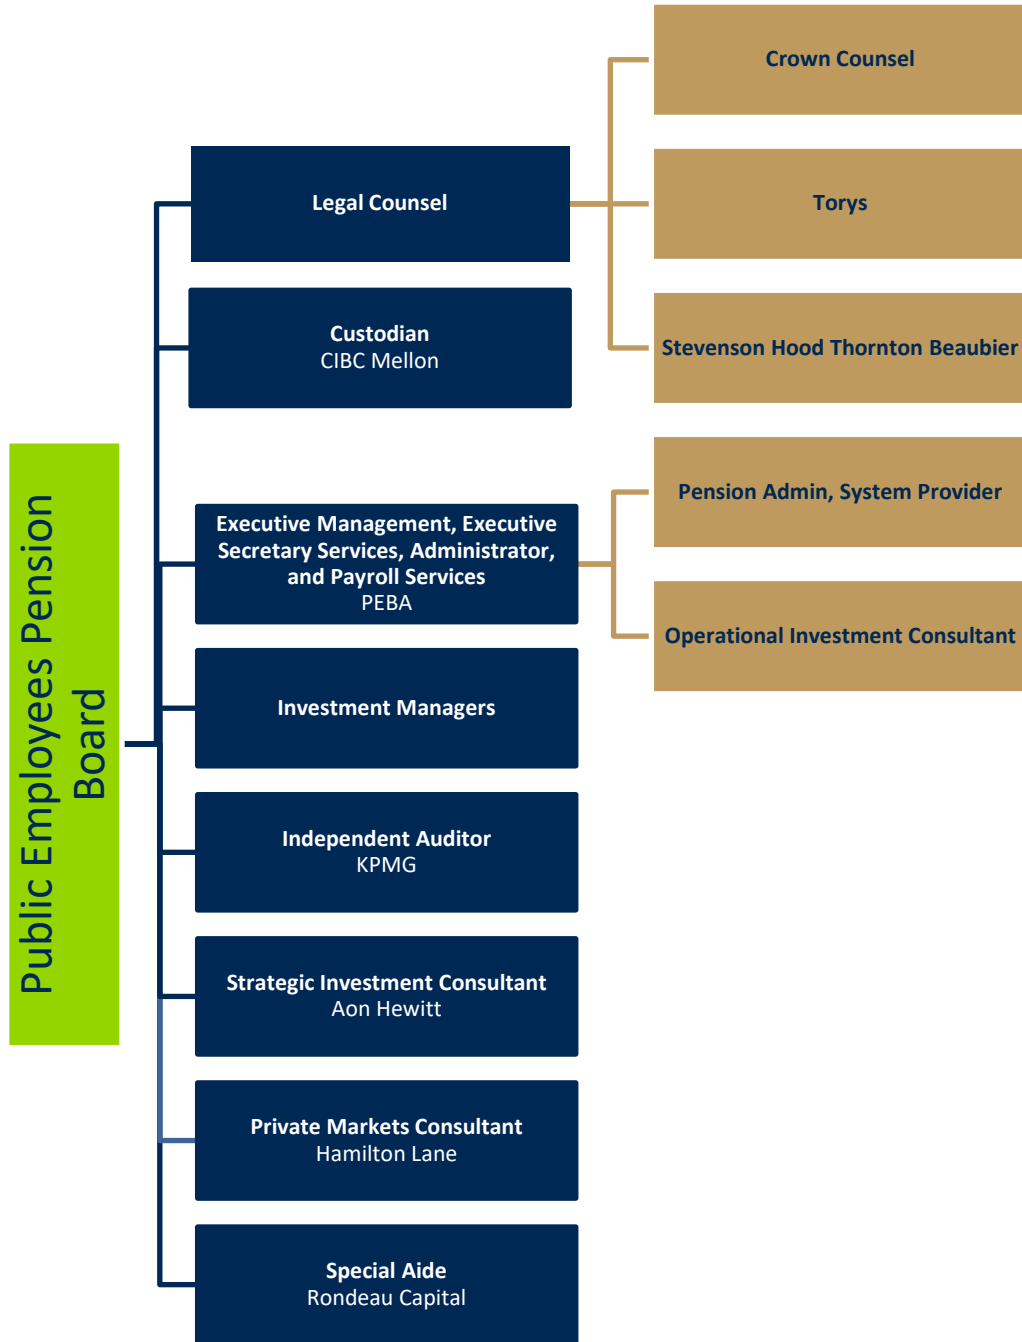 Public Employees Pension
Board
Legal Counsel
Crown Counsel
Torys
Stevenson Hood Thornton Beaubier
Custodian
CIBC Mellon
Executive Management, Executive
Secretary Services, Administrator,
and Payroll Services
PEBA
Pension Admin, System Provider
Operational Investment Consultant
Investment Managers
Independent Auditor
KPMG
Strategic Investment Consultant
Aon Hewitt
Private Markets Consultant
Hamilton Lane
Special Aide
Rondeau Capital